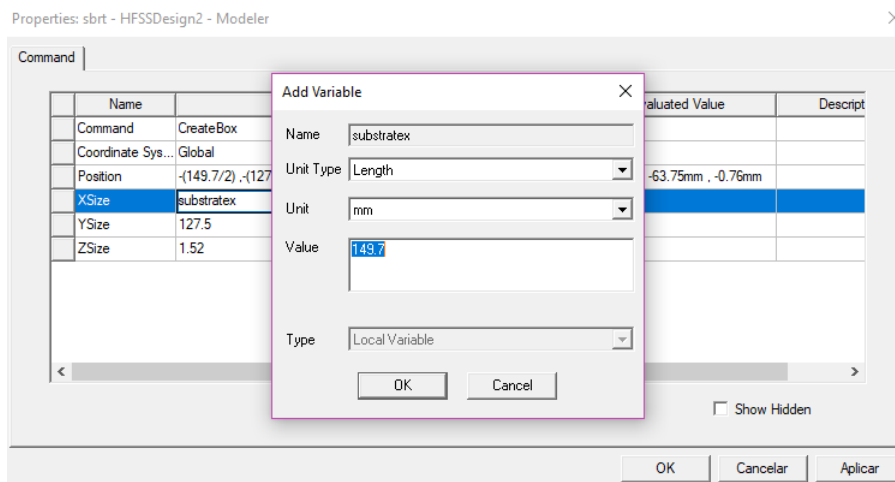 Properties: sbrt - HFSSDesign2 - Modeler
Command
Name
Command CreateBox
Coordinate Sys... Global
Position -(149.7/2) ,-(127 -63.75mm , -0.76mm
XSize substratex
YSize 127.5
ZSize 1.52
aluated Value Descript
Add Variable
Name substratex
Unit Type Length
Unit mm
Value 149.7
Type Local Variable
OK Cancel
Show Hidden
OK Cancelar Aplicar